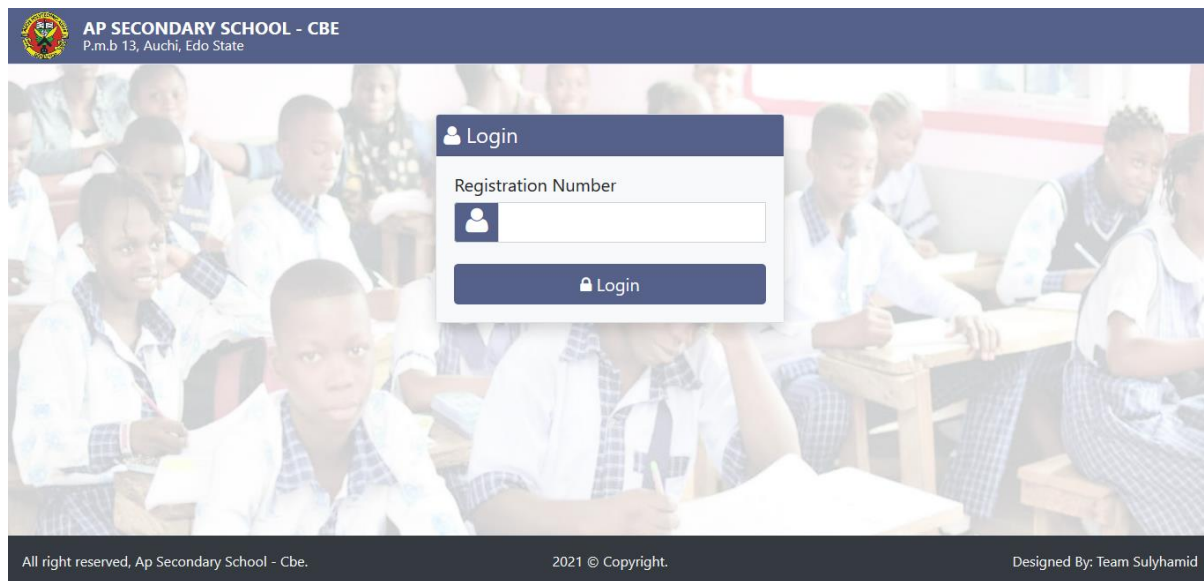 AP SECONDARY SCHOOL - CBE
P.m.b 13, Auchi, Edo State
Login
Registration Number
Login
All right reserved, Ap Secondary School - Cbe.
2021 © Copyright.
Designed By: Team Sulyhamid